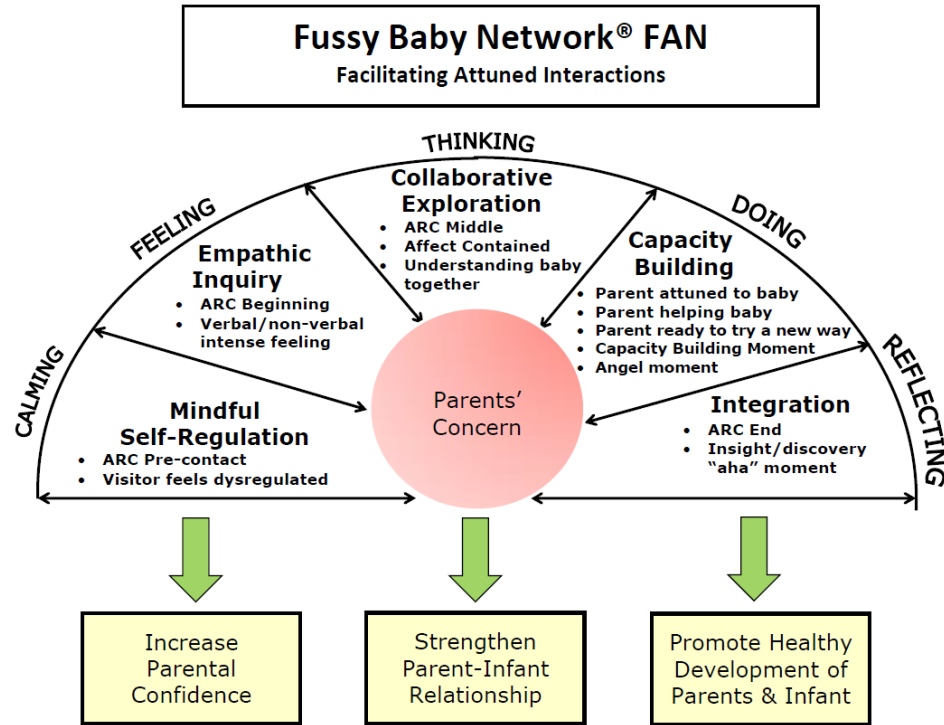 Fussy Baby Network® FAN
Facilitating Attuned Interactions
CALMING
FEELING
THINKING
DOING
REFLECTING
Mindful
Self-Regulation
• ARC Pre-contact
• Visitor feels dysregulated
Empathic
Inquiry
• ARC Beginning
• Verbal/non-verbal
intense feeling
Collaborative
Exploration
• ARC Middle
• Affect Contained
• Understanding baby
together
Capacity
Building
• Parent attuned to baby
• Parent helping baby
• Parent ready to try a new way
• Capacity Building Moment
• Angel moment
Integration
• ARC End
• Insight/discovery
“aha” moment
Parents’
Concern
Increase
Parental
Confidence
Strengthen
Parent-Infant
Relationship
Promote Healthy
Development of
Parents & Infant